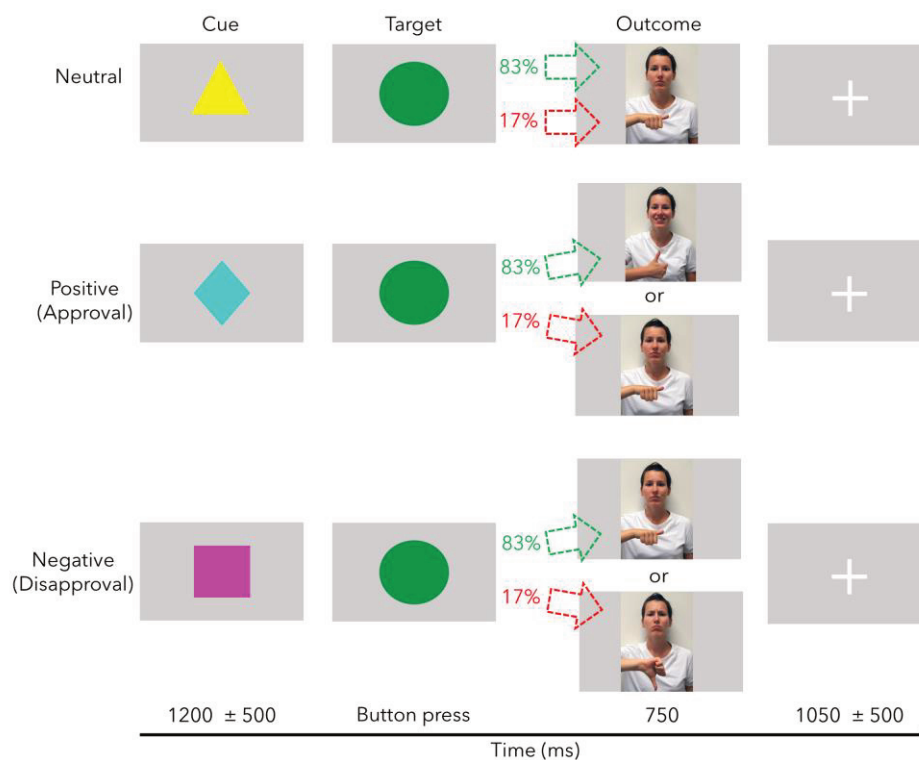 Cue Target Outcome
Neutral 83%
17%
Positive
(Approval) 83%
or
17%
Negative
(Disapproval) 83%
or
17%
1200 ± 500 Button press 750 1050 ± 500
Time (ms)